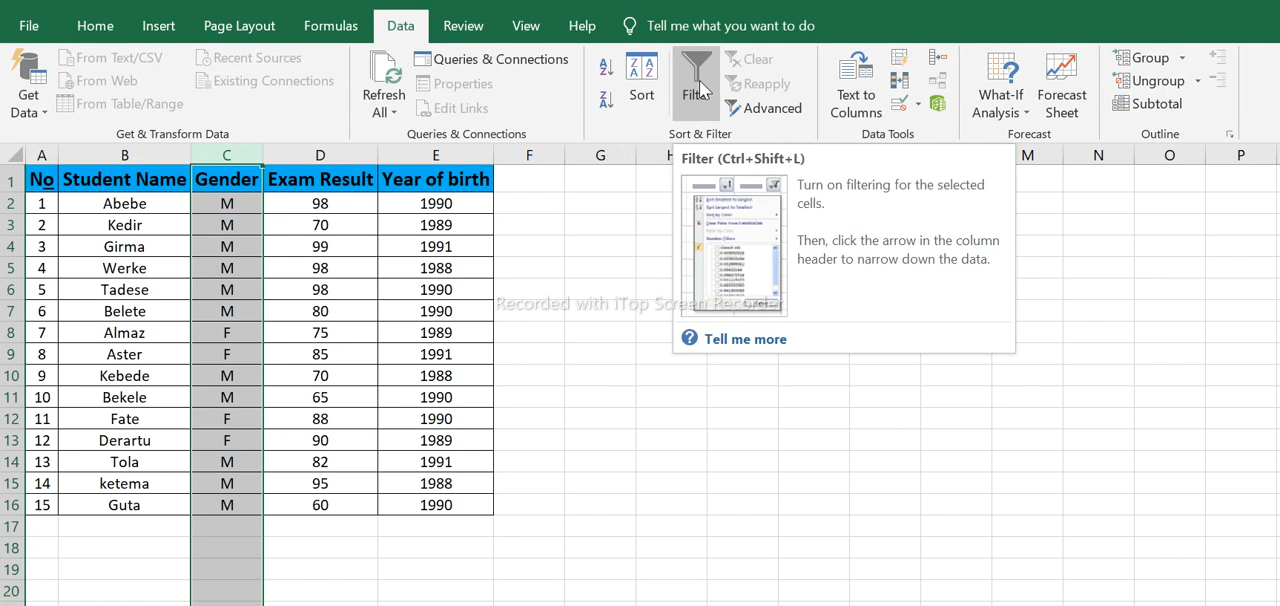 File Home Insert Page Layout Formulas Data Review View Help Tell me what you want to do
From Text/CSV
From Web
From Table/Range
Recent Sources
Existing Connections
Get
Data
Get & Transform Data
Refresh
All
Queries & Connections
Properties
Edit Links
Queries & Connections
Sort
Filter
Clear
Reapply
Advanced
Sort & Filter
Text to
Columns
Data Tools
What-If
Analysis
Forecast
Sheet
Forecast
Group
Ungroup
Subtotal
Outline
A B C D E F G H M N O P
1 No Student Name Gender Exam Result Year of birth
2 1 Abebe M 98 1990
3 2 Kedir M 70 1989
4 3 Girma M 99 1991
5 4 Werke M 98 1988
6 5 Tadese M 98 1990
7 6 Belete M 80 1990
8 7 Almaz F 75 1989
9 8 Aster F 85 1991
10 9 Kebede M 70 1988
11 10 Bekele M 65 1990
12 11 Fate F 88 1990
13 12 Derartu F 90 1989
14 13 Tola M 82 1991
15 14 ketema M 95 1988
16 15 Guta M 60 1990
17
18
19
20
Filter (Ctrl+Shift+L)
Turn on filtering for the selected
cells.
Then, click the arrow in the column
header to narrow down the data.
Tell me more
Recorded with iTop Screen Recorder